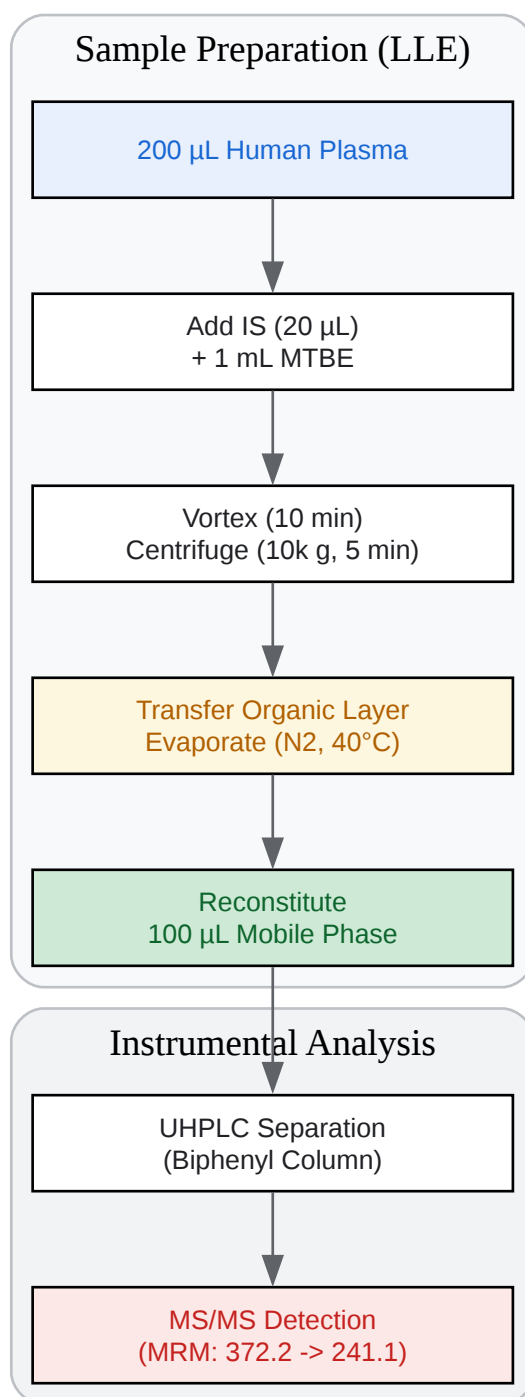 Sample Preparation (LLE)
200 µL Human Plasma
Add IS (20 µL)
+ 1 mL MTBE
Vortex (10 min)
Centrifuge (10k g, 5 min)
Transfer Organic Layer
Evaporate (N2, 40°C)
Reconstitute
100 µL Mobile Phase
Instrumental Analysis
UHPLC Separation
(Biphenyl Column)
MS/MS Detection
(MRM: 372.2 -> 241.1)